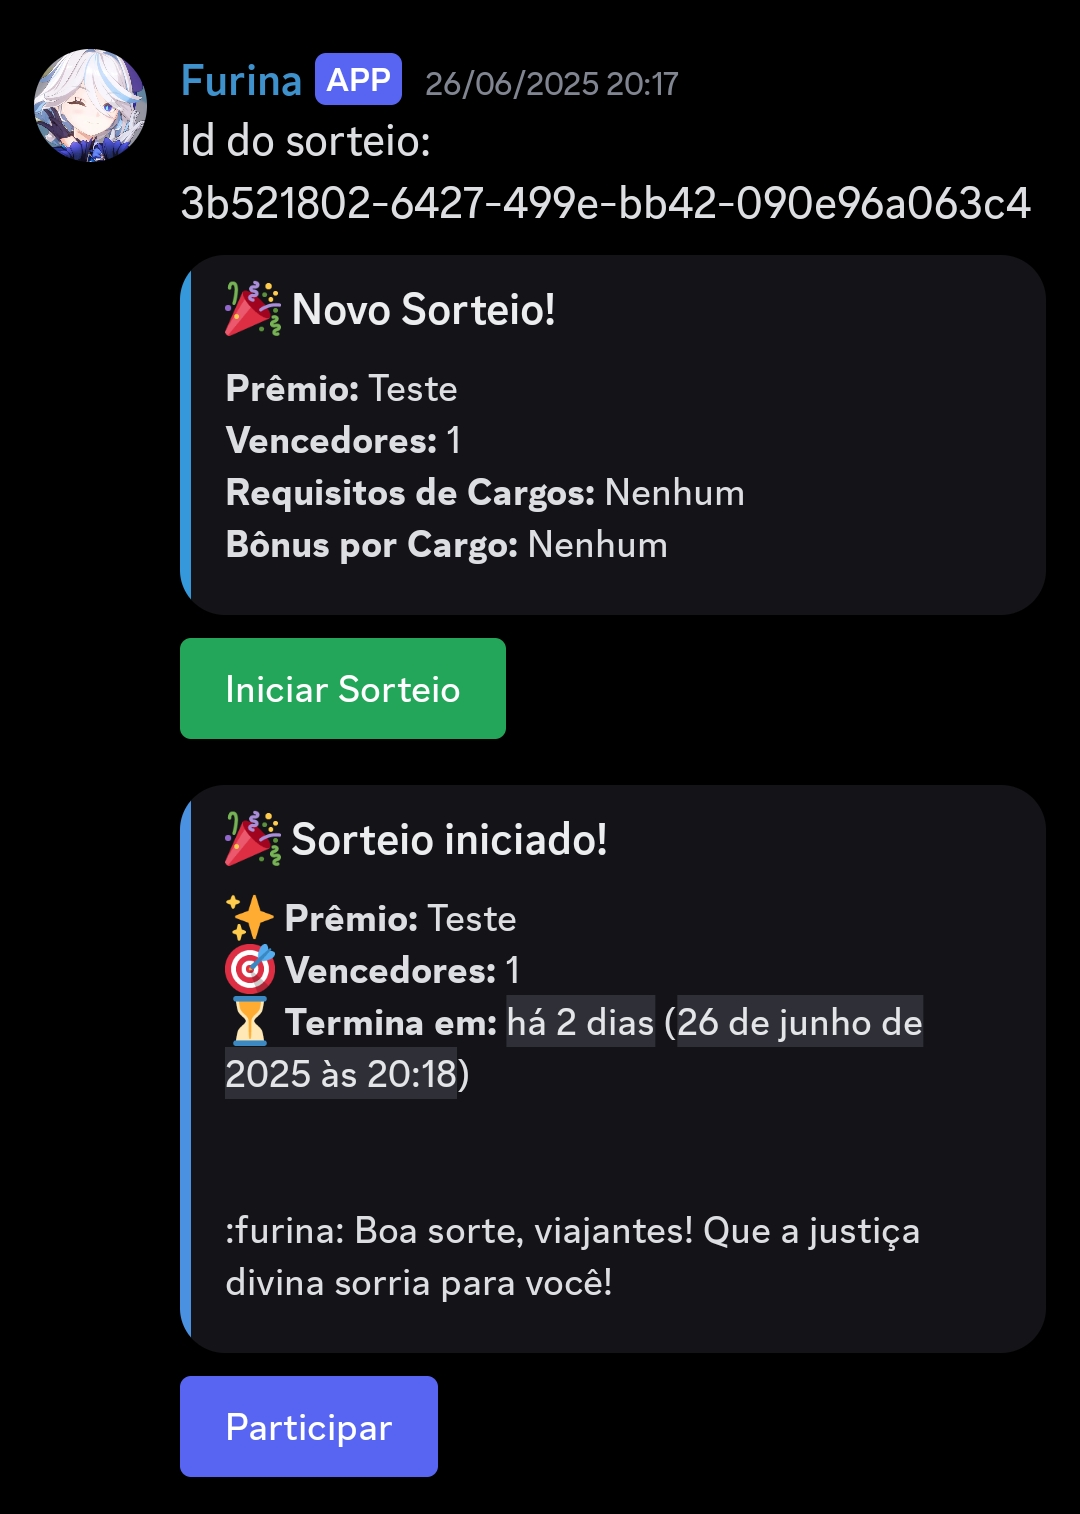 Furina APP 26/06/2025 20:17
Id do sorteio:
3b521802-6427-499e-bb42-090e96a063c4
🎉 Novo Sorteio!
Prêmio: Teste
Vencedores: 1
Requisitos de Cargos: Nenhum
Bônus por Cargo: Nenhum
Iniciar Sorteio
🎉 Sorteio iniciado!
✨ Prêmio: Teste
🎯 Vencedores: 1
⏳ Termina em: há 2 dias (26 de junho de
2025 às 20:18)
:furina: Boa sorte, viajantes! Que a justiça
divina sorria para você!
Participar